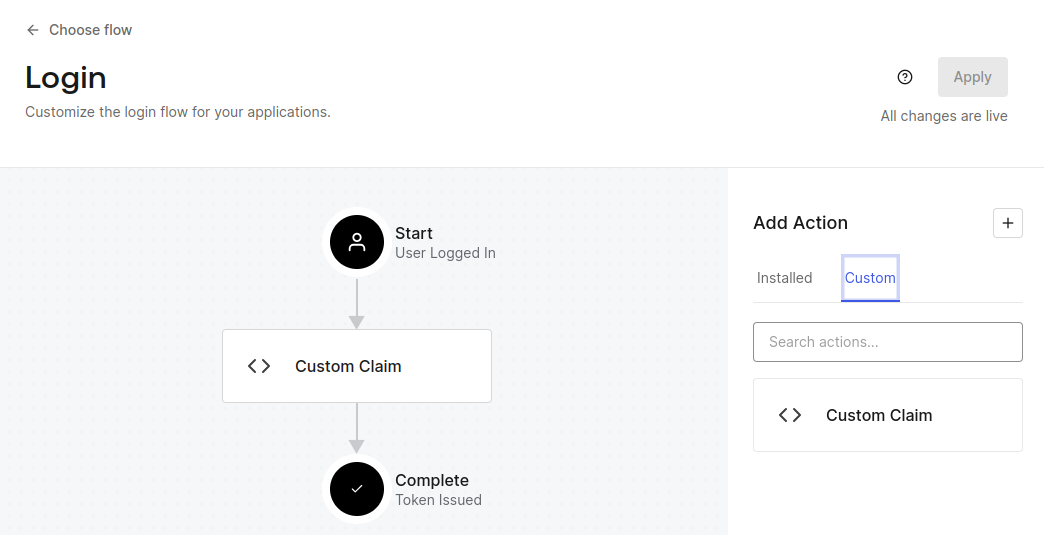 Choose flow
Login
Customize the login flow for your applications.
Apply
All changes are live
Start
User Logged In
Custom Claim
Complete
Token Issued
Add Action
Installed
Custom
Search actions...
Custom Claim